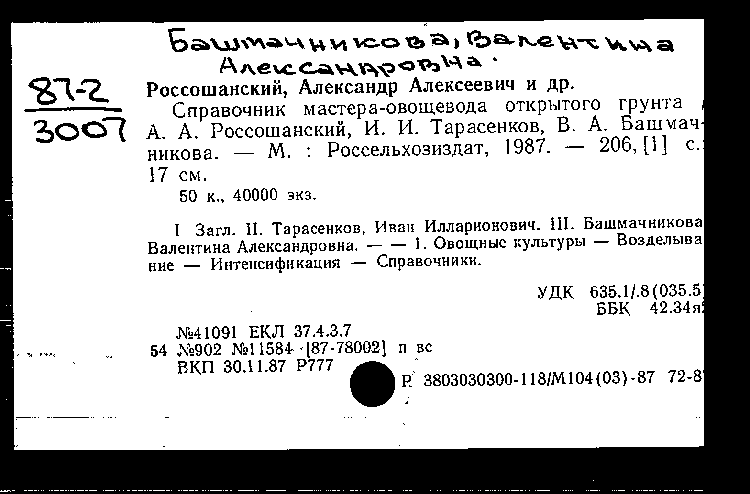 Башмачникова, Валентина
Александровна.
87-2
3007
Россошанский, Александр Алексеевич и др.
Справочник мастера-овощевода открытого грунта
А. А. Россошанский, И. И. Тарасенков, В. А. Башмач-
никова. — М. : Россельхозиздат, 1987. — 206, [1] с.:
17 см.
50 к., 40000 экз.
I Загл. II. Тарасенков, Иван Илларионович. III. Башмачникова
Валентина Александровна. — — 1. Овощные культуры — Возделыва
ние — Интенсификация — Справочники.
УДК 635.1/.8(035.5
ББК 42.34я
№41091 ЕКЛ 37.4.3.7
54 №902 №11584 [87-78002] п вс
ВКП 30.11.87 Р777
Р 3803030300-118/М104(03)-87 72-8